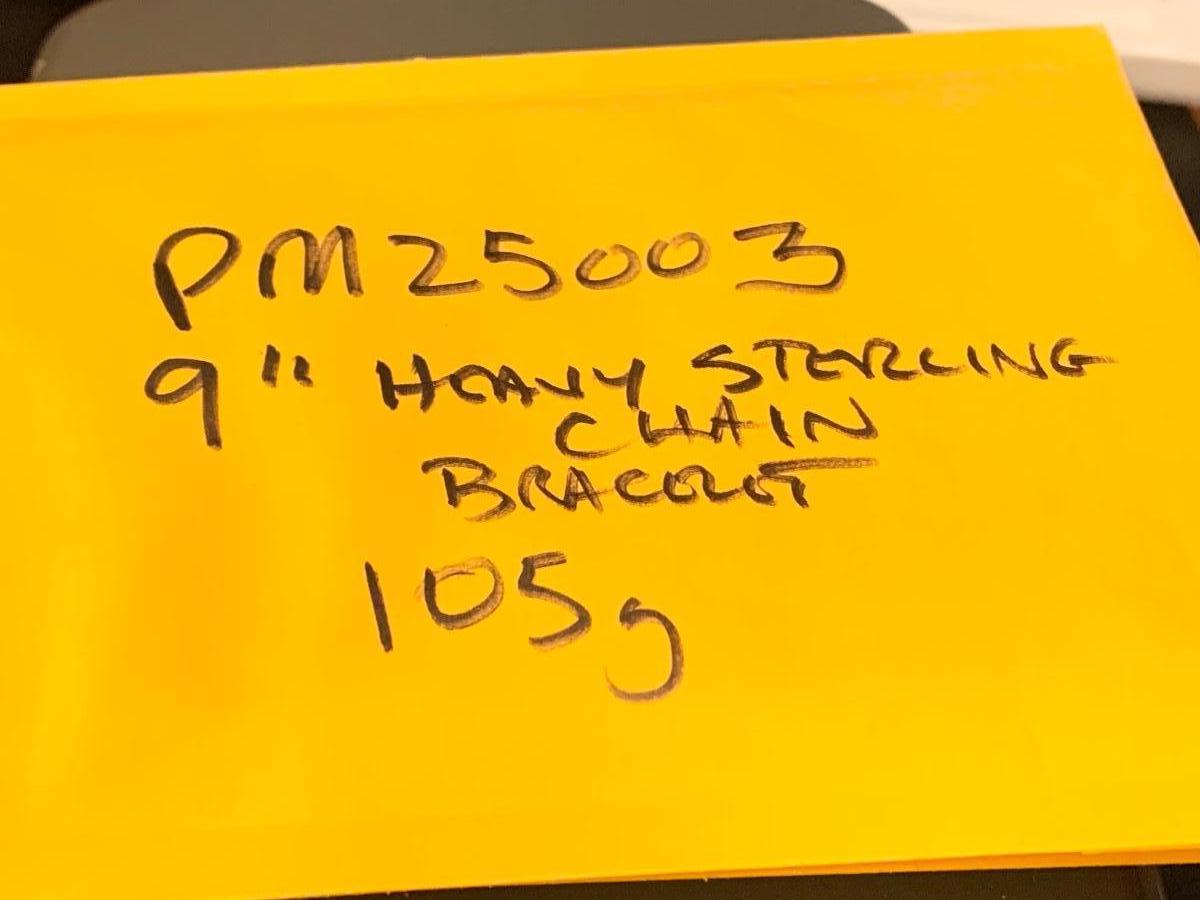 PM25003
9" HEAVY STERLING
CHAIN
BRACELET
105g